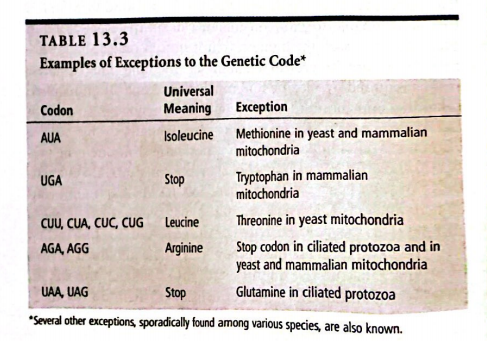 TABLE 13.3
Examples of Exceptions to the Genetic Code*
Codon Universal Meaning Exception
AUA Isoleucine Methionine in yeast and mammalian
mitochondria
UGA Stop Tryptophan in mammalian
mitochondria
CUU, CUA, CUC, CUG Leucine Threonine in yeast mitochondria
AGA, AGG Arginine Stop codon in ciliated protozoa and in
yeast and mammalian mitochondria
UAA, UAG Stop Glutamine in ciliated protozoa
*Several other exceptions, sporadically found among various species, are also known.